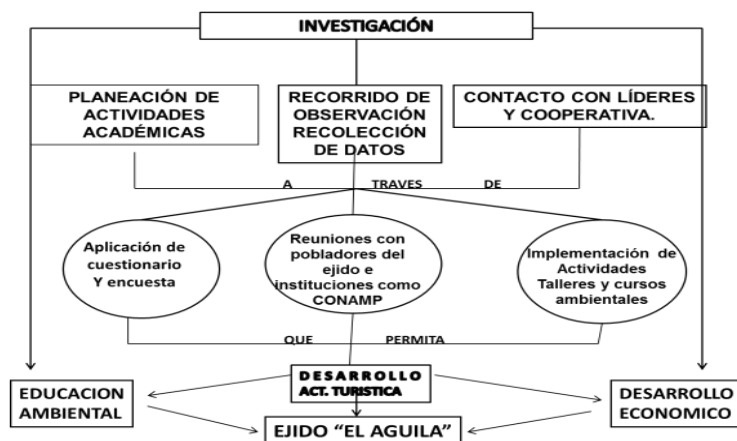 INVESTIGACIÓN
PLANEACIÓN DE
ACTIVIDADES
ACADÉMICAS
RECORRIDO DE
OBSERVACIÓN
RECOLECCIÓN
DE DATOS
CONTACTO CON LÍDERES
Y COOPERATIVA.
A TRAVES DE
Aplicación de
cuestionario
Y encuesta
Reuniones con
pobladores del
ejido e
instituciones como
CONAMP
Implementación de
Actividades
Talleres y cursos
ambientales
QUE PERMITA
EDUCACION
AMBIENTAL
DESARROLLO
ACT. TURISTICA
DESARROLLO
ECONOMICO
EJIDO “EL AGUILA”